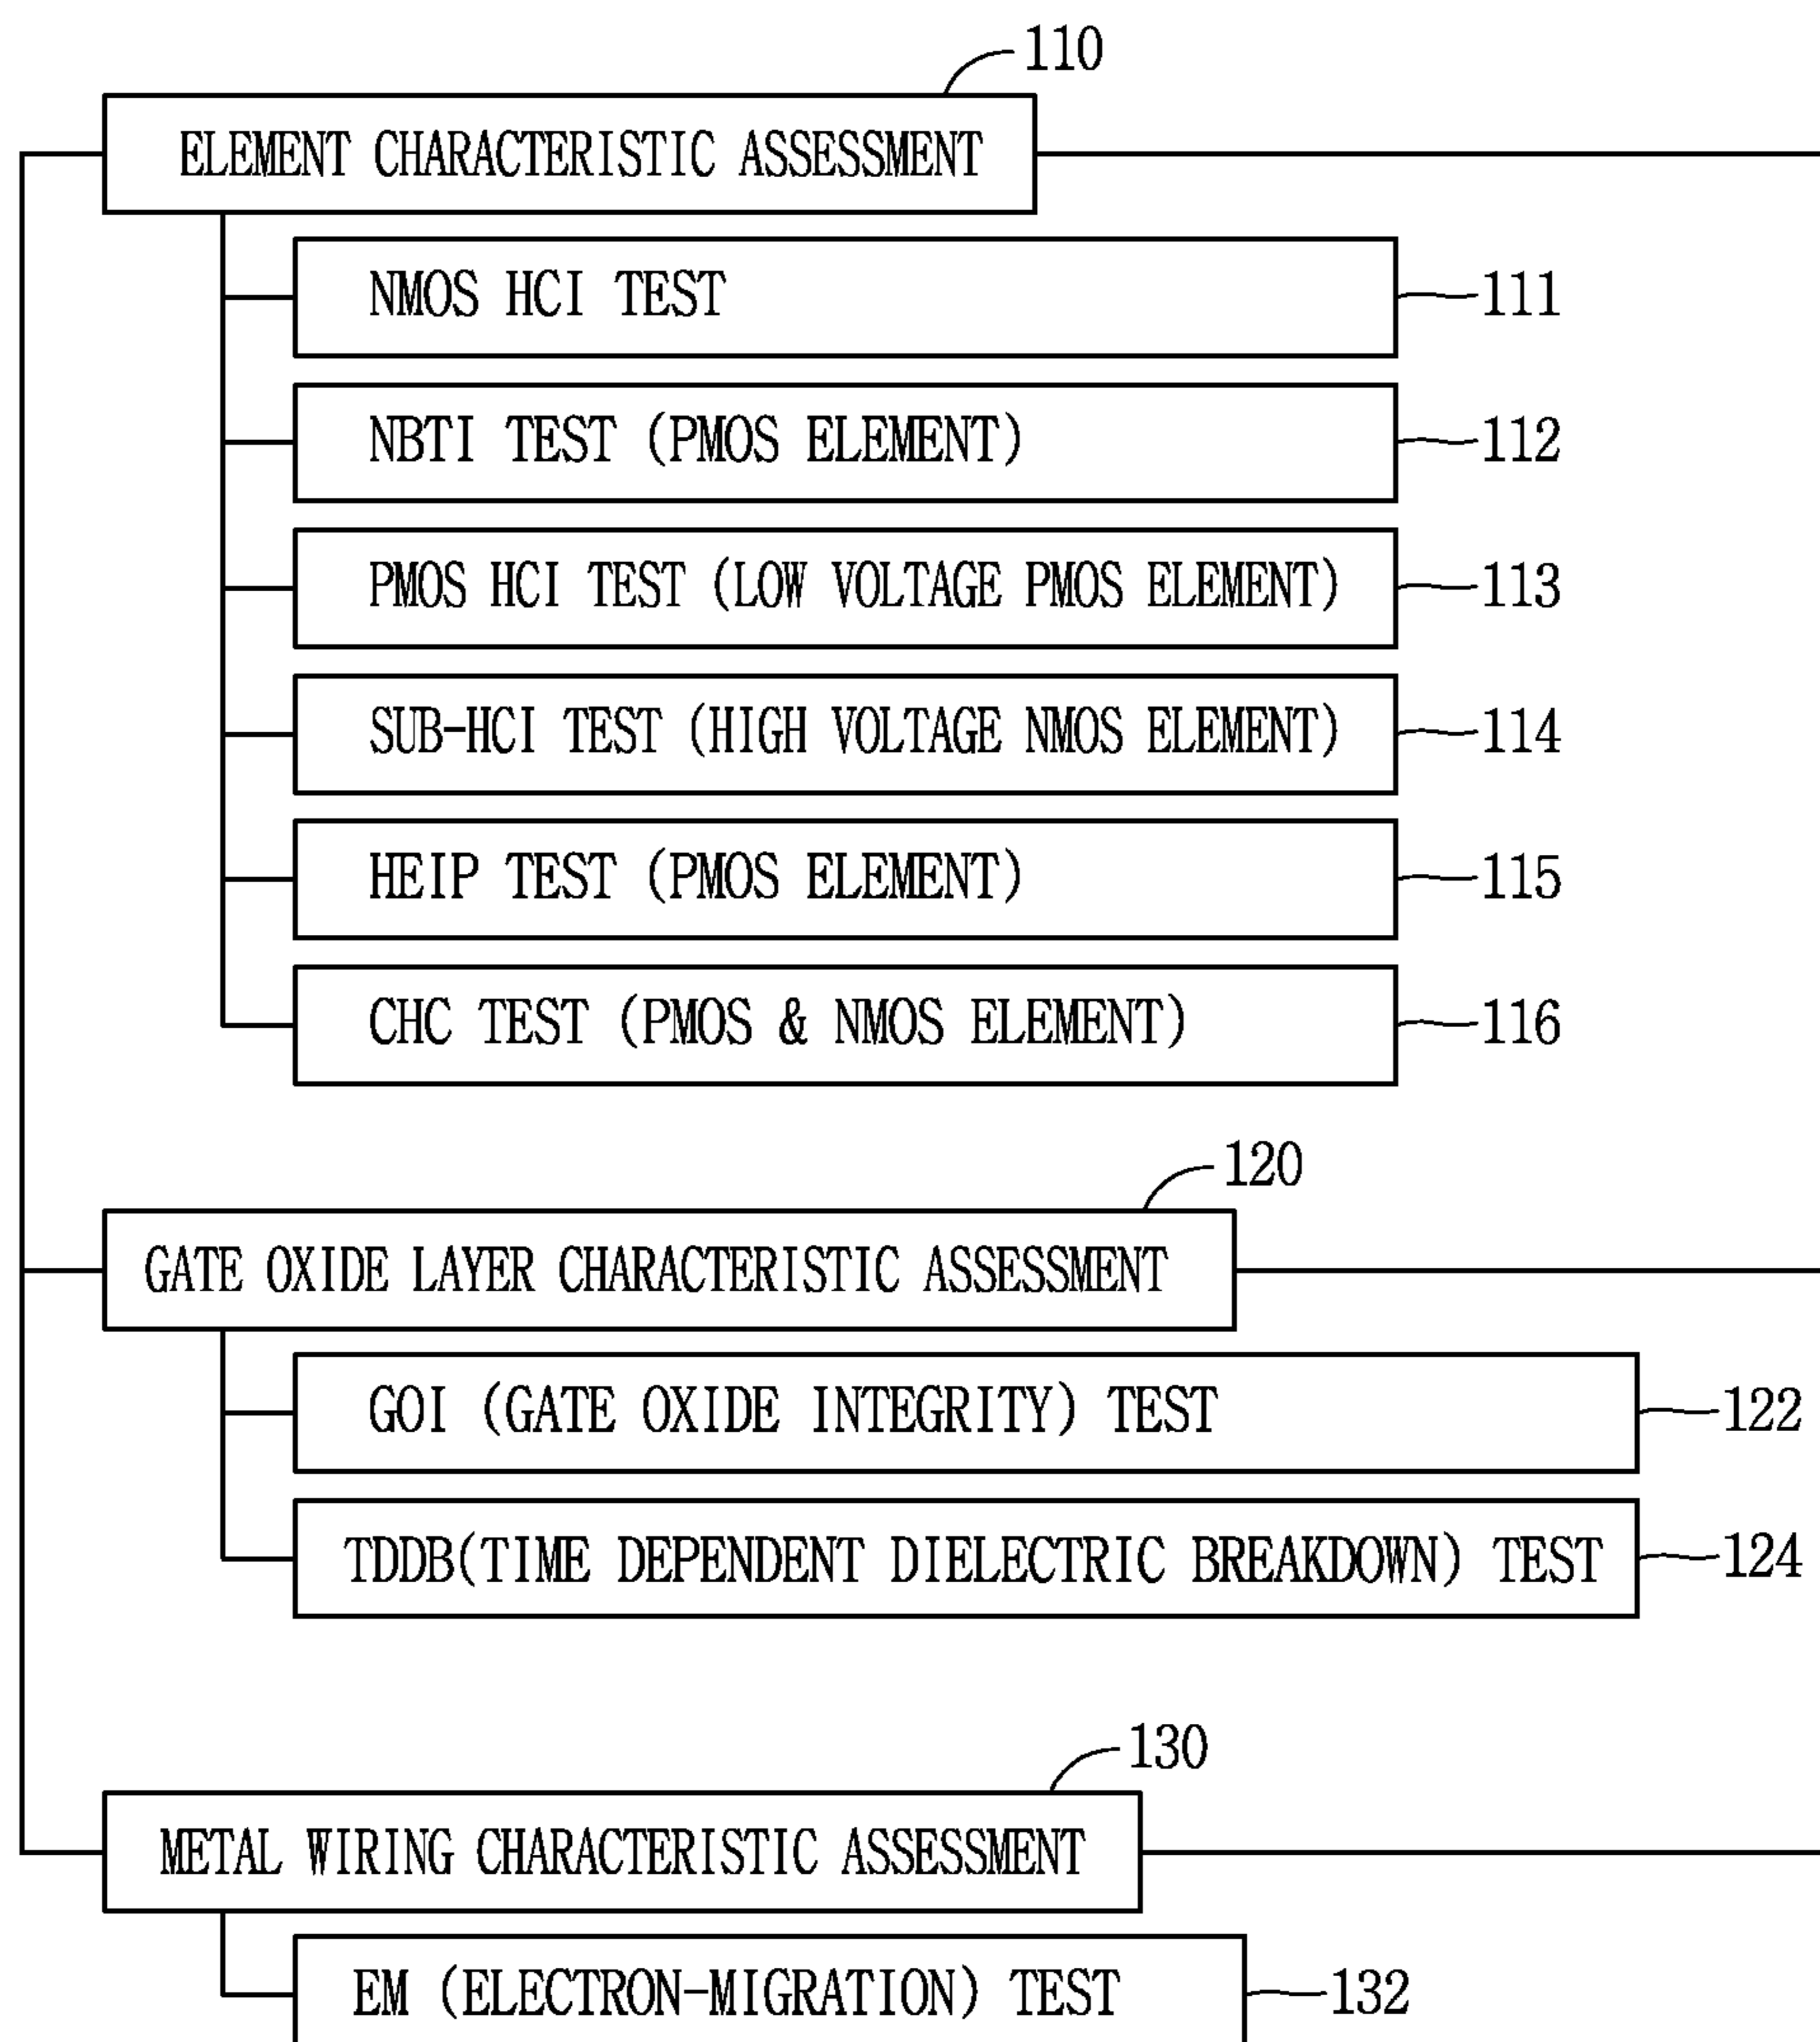 110
ELEMENT CHARACTERISTIC ASSESSMENT
NMOS HCI TEST 111
NBTI TEST (PMOS ELEMENT) 112
PMOS HCI TEST (LOW VOLTAGE PMOS ELEMENT) 113
SUB-HCI TEST (HIGH VOLTAGE NMOS ELEMENT) 114
HEIP TEST (PMOS ELEMENT) 115
CHC TEST (PMOS & NMOS ELEMENT) 116
120
GATE OXIDE LAYER CHARACTERISTIC ASSESSMENT
GOI (GATE OXIDE INTEGRITY) TEST 122
TDDB(TIME DEPENDENT DIELECTRIC BREAKDOWN) TEST 124
130
METAL WIRING CHARACTERISTIC ASSESSMENT
EM (ELECTRON-MIGRATION) TEST 132